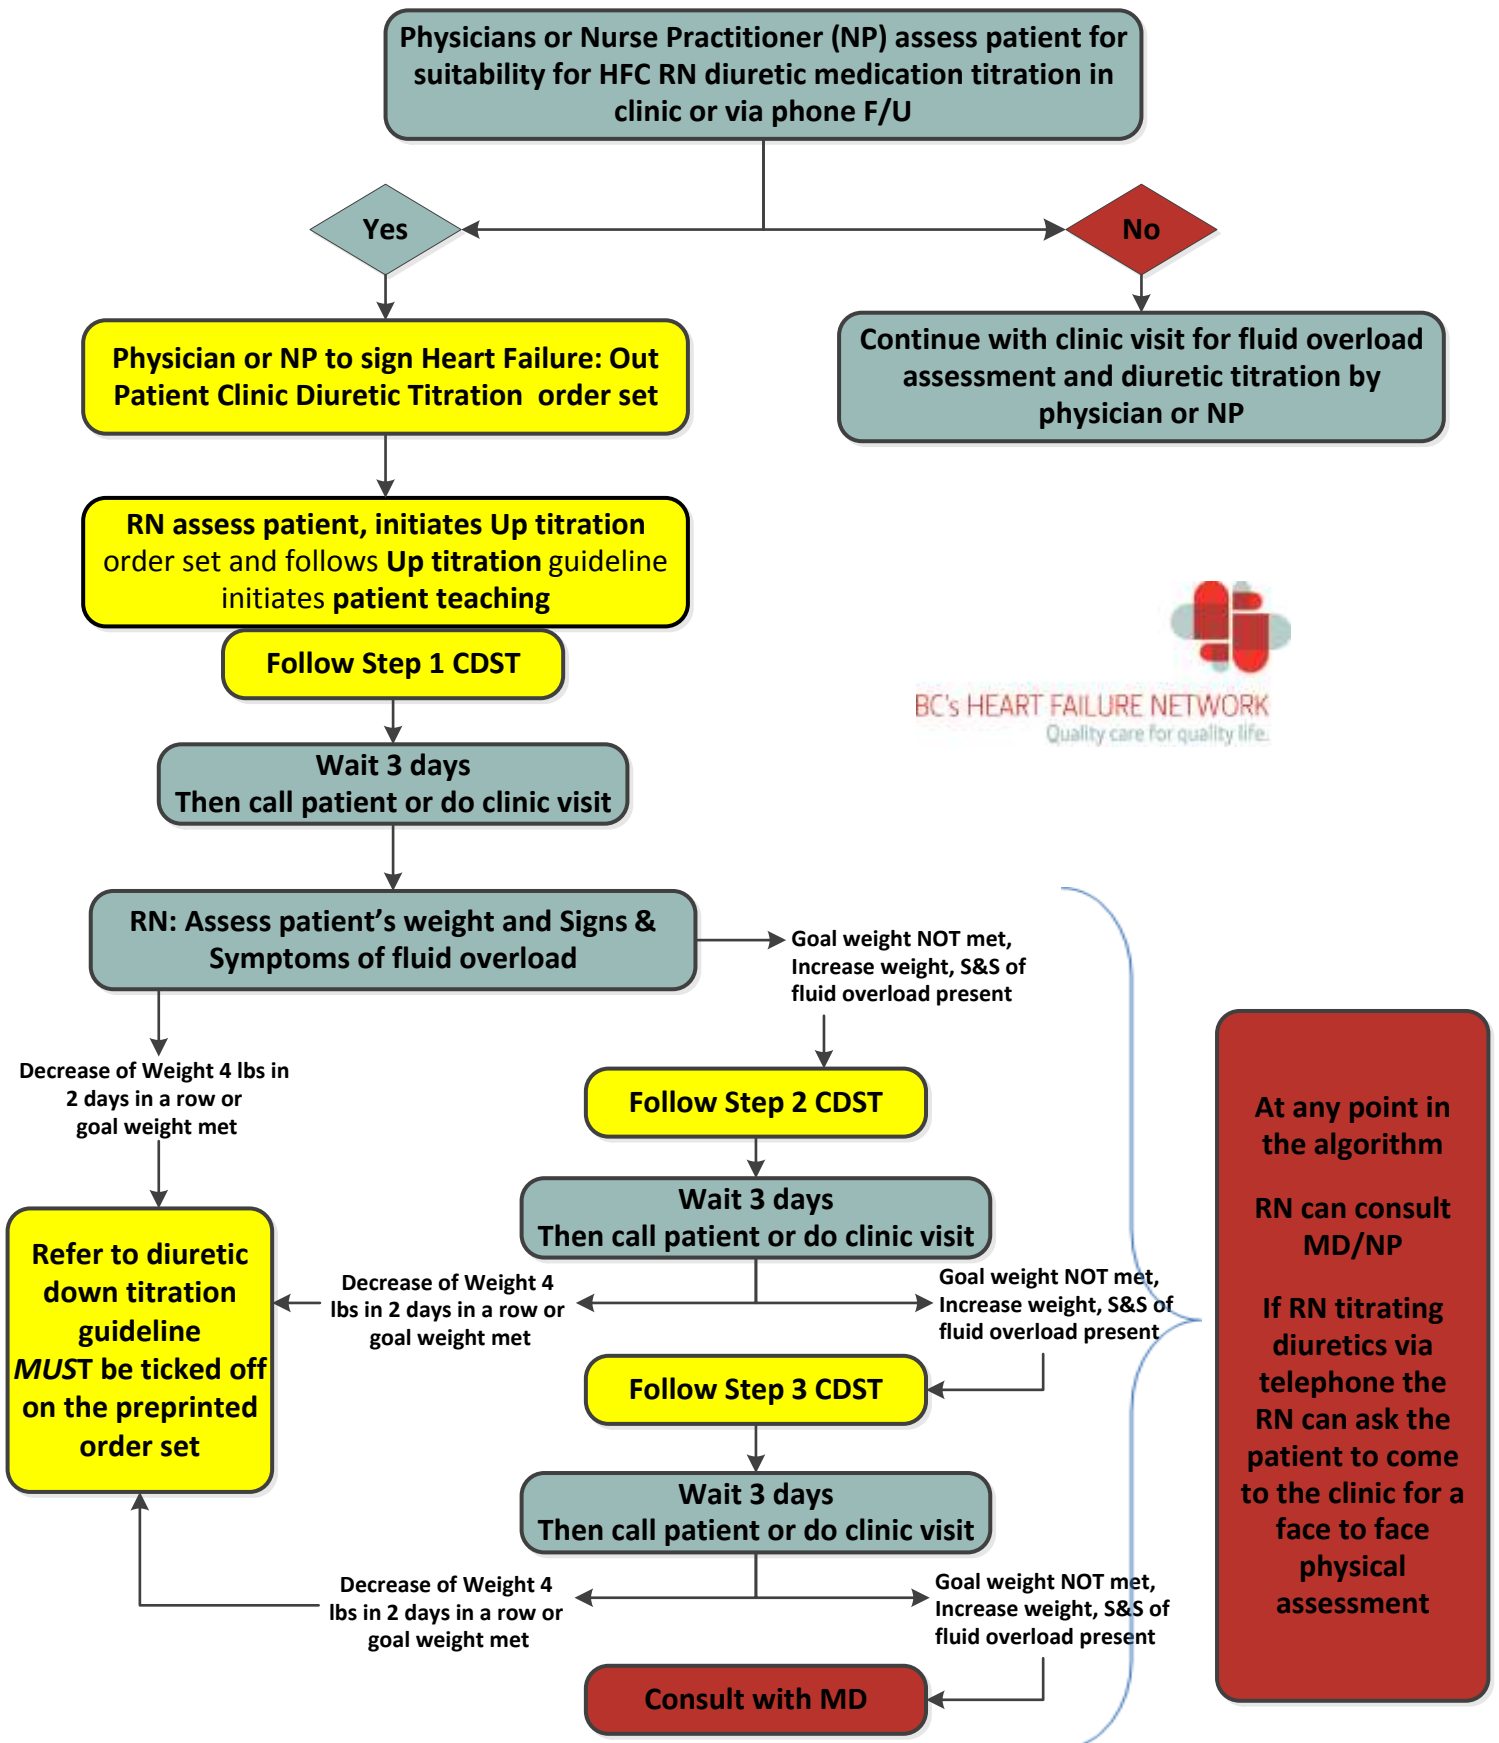 Physicians or Nurse Practitioner (NP) assess patient for
suitability for HFC RN diuretic medication titration in
clinic or via phone F/U
Yes
No
Physician or NP to sign Heart Failure: Out
Patient Clinic Diuretic Titration order set
Continue with clinic visit for fluid overload
assessment and diuretic titration by
physician or NP
RN assess patient, initiates Up titration
order set and follows Up titration guideline
initiates patient teaching
Follow Step 1 CDST
BC's HEART FAILURE NETWORK
Quality care for quality life.
Wait 3 days
Then call patient or do clinic visit
RN: Assess patient's weight and Signs &
Symptoms of fluid overload
Goal weight NOT met,
Increase weight, S&S of
fluid overload present
Decrease of Weight 4 lbs in
2 days in a row or
goal weight met
Follow Step 2 CDST
Wait 3 days
Then call patient or do clinic visit
Refer to diuretic
down titration
guideline
MUST be ticked off
on the preprinted
order set
Decrease of Weight 4
lbs in 2 days in a row or
goal weight met
Goal weight NOT met,
Increase weight, S&S of
fluid overload present
Follow Step 3 CDST
Wait 3 days
Then call patient or do clinic visit
Decrease of Weight 4
lbs in 2 days in a row or
goal weight met
Goal weight NOT met,
Increase weight, S&S of
fluid overload present
Consult with MD
At any point in
the algorithm
RN can consult
MD/NP
If RN titrating
diuretics via
telephone the
RN can ask the
patient to come
to the clinic for a
face to face
physical
assessment